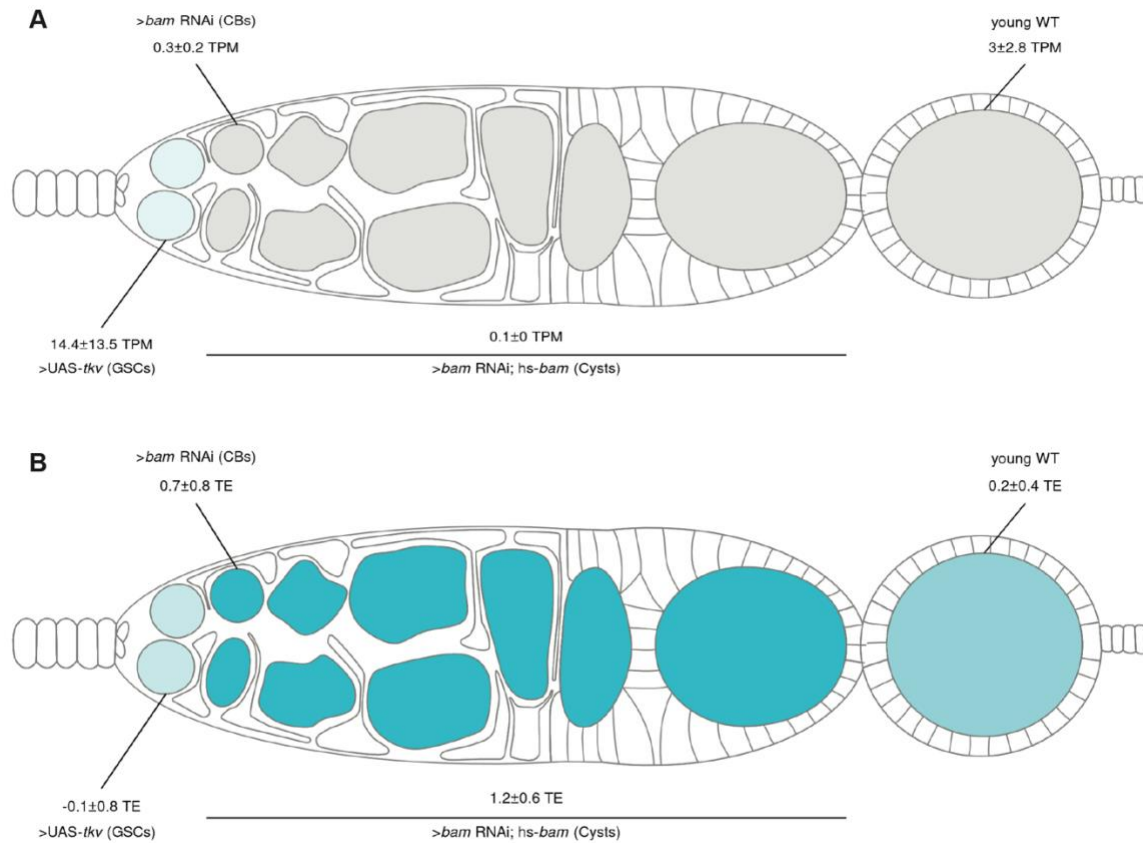 A
>bam RNAi (CBs)
0.3±0.2 TPM
young WT
3±2.8 TPM
14.4±13.5 TPM
>UAS-tkv (GSCs)
0.1±0 TPM
>bam RNAi; hs-bam (Cysts)
B
>bam RNAi (CBs)
0.7±0.8 TE
young WT
0.2±0.4 TE
-0.1±0.8 TE
>UAS-tkv (GSCs)
1.2±0.6 TE
>bam RNAi; hs-bam (Cysts)